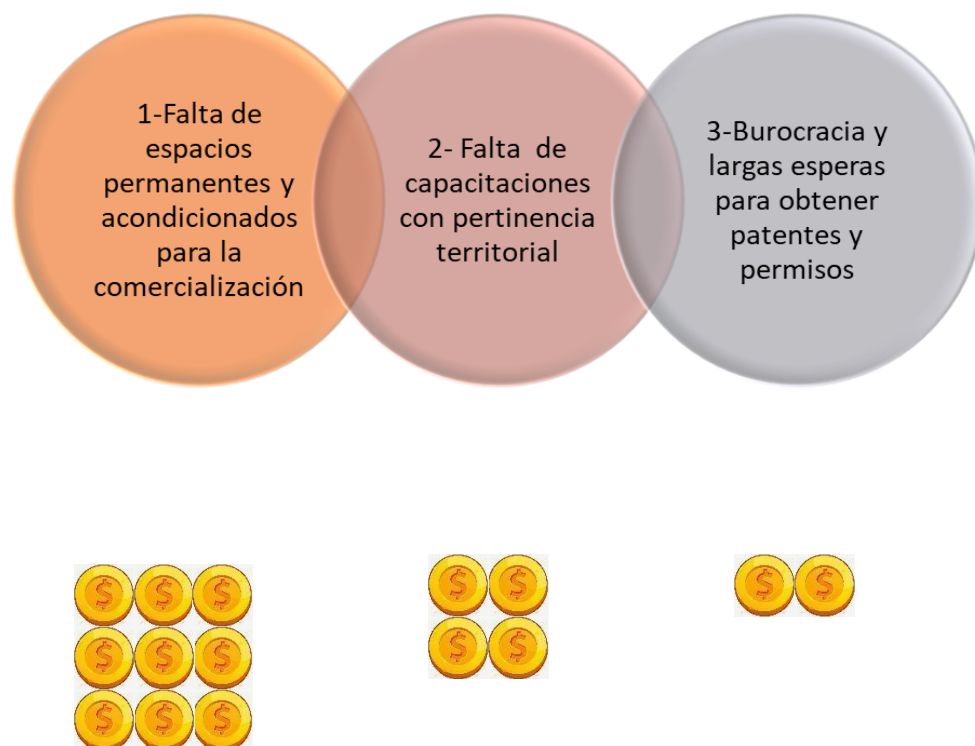 1-Falta de
espacios
permanentes y
acondicionados
para la
comercialización
2- Falta  de
capacitaciones
con pertinencia
territorial
3-Burocracia y
largas esperas
para obtener
patentes y
permisos
$ $ $
$ $ $
$ $ $
$ $
$ $
$ $